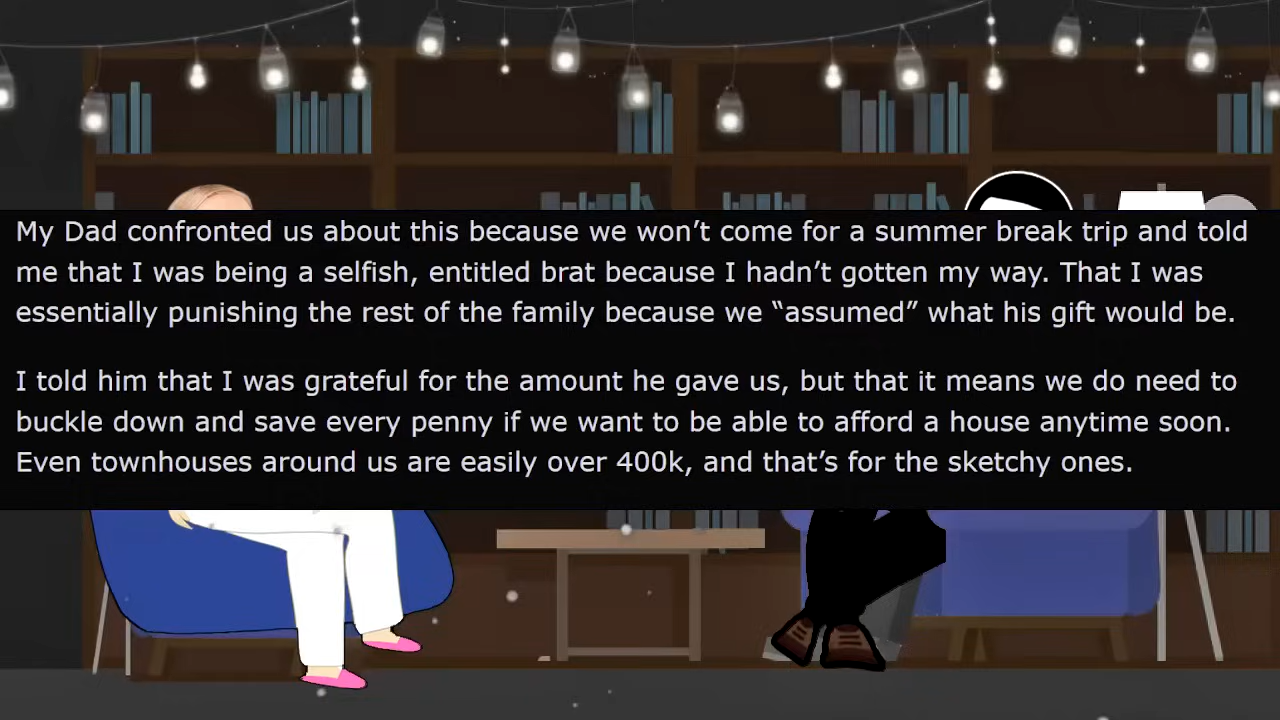 My Dad confronted us about this because we won’t come for a summer break trip and told
me that I was being a selfish, entitled brat because I hadn’t gotten my way. That I was
essentially punishing the rest of the family because we “assumed” what his gift would be.
I told him that I was grateful for the amount he gave us, but that it means we do need to
buckle down and save every penny if we want to be able to afford a house anytime soon.
Even townhouses around us are easily over 400k, and that’s for the sketchy ones.